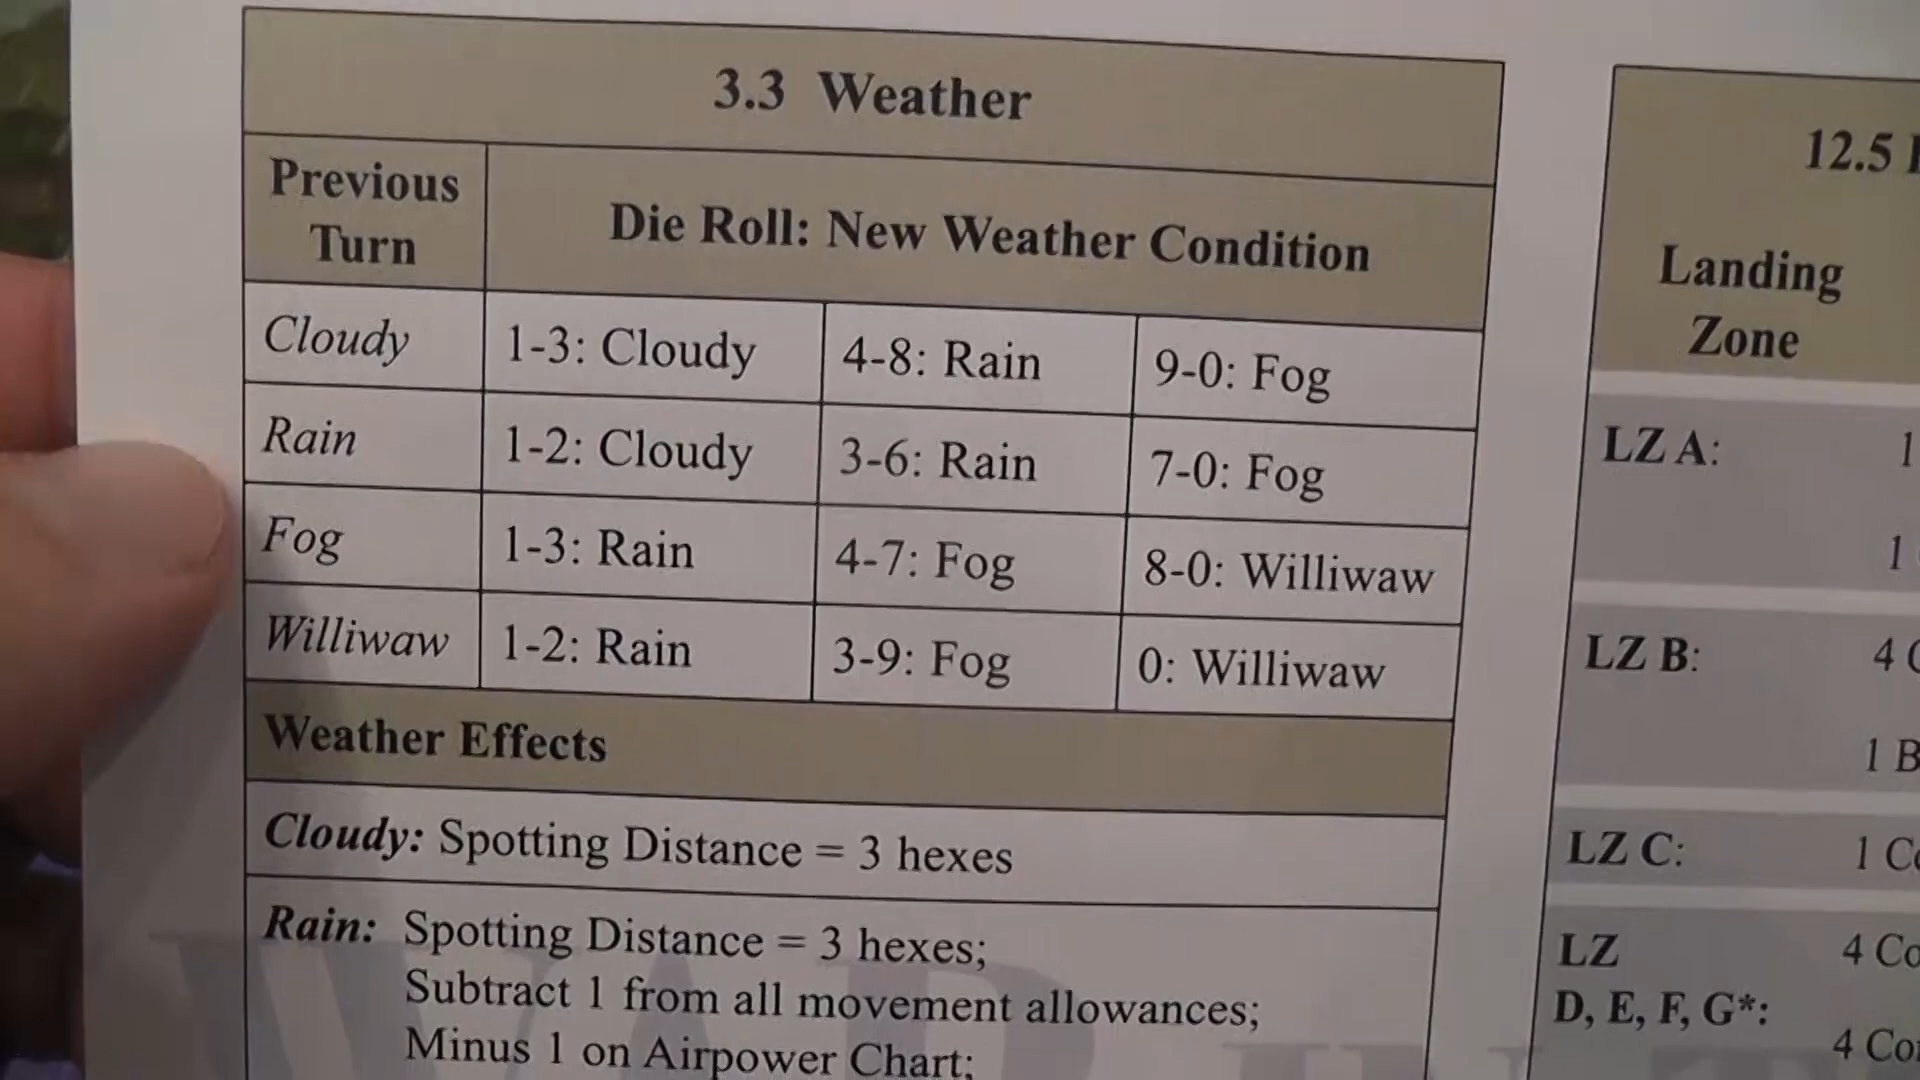 3.3 Weather
Previous
Turn
Die Roll: New Weather Condition
Cloudy 1-3: Cloudy 4-8: Rain 9-0: Fog
Rain 1-2: Cloudy 3-6: Rain 7-0: Fog
Fog 1-3: Rain 4-7: Fog 8-0: Williwaw
Williwaw 1-2: Rain 3-9: Fog 0: Williwaw
Weather Effects
Cloudy: Spotting Distance = 3 hexes
Rain: Spotting Distance = 3 hexes;
Subtract 1 from all movement allowances;
Minus 1 on Airpower Chart;
12.5
Landing
Zone
LZ A: 1
1
LZ B: 4
1 B
LZ C: 1
LZ 4
D, E, F, G*:
4